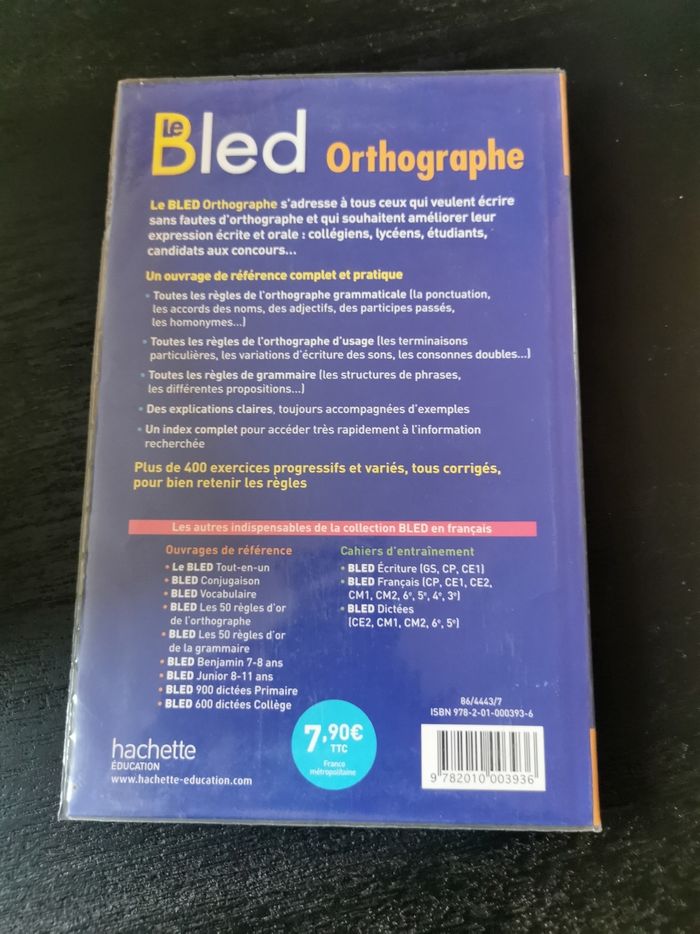 Le
Bled Orthographe
Le BLED Orthographe s'adresse à tous ceux qui veulent écrire
sans fautes d'orthographe et qui souhaitent améliorer leur
expression écrite et orale : collégiens, lycéens, étudiants,
candidats aux concours...
Un ouvrage de référence complet et pratique
• Toutes les règles de l'orthographe grammaticale (la ponctuation,
les accords des noms, des adjectifs, des participes passés,
les homonymes...)
• Toutes les règles de l'orthographe d'usage (les terminaisons
particulières, les variations d'écriture des sons, les consonnes doubles...)
• Toutes les règles de grammaire (les structures de phrases,
les différentes propositions...)
• Des explications claires, toujours accompagnées d'exemples
• Un index complet pour accéder très rapidement à l'information
recherchée
Plus de 400 exercices progressifs et variés, tous corrigés,
pour bien retenir les règles
Les autres indispensables de la collection BLED en français
Ouvrages de référence
• Le BLED Tout-en-un
• BLED Conjugaison
• BLED Vocabulaire
• BLED Les 50 règles d'or
de l'orthographe
• BLED Les 50 règles d'or
de la grammaire
• BLED Benjamin 7-8 ans
• BLED Junior 8-11 ans
• BLED 900 dictées Primaire
• BLED 600 dictées Collège
Cahiers d'entraînement
• BLED Écriture (GS, CP, CE1)
• BLED Français (CP, CE1, CE2,
CM1, CM2, 6e, 5e, 4e, 3e)
• BLED Dictées
(CE2, CM1, CM2, 6e, 5e)
hachette
ÉDUCATION
www.hachette-education.com
7,90€
TTC
Franco
métropolitaine
86/4443/7
ISBN 978-2-01-000393-6
9 782010 003936